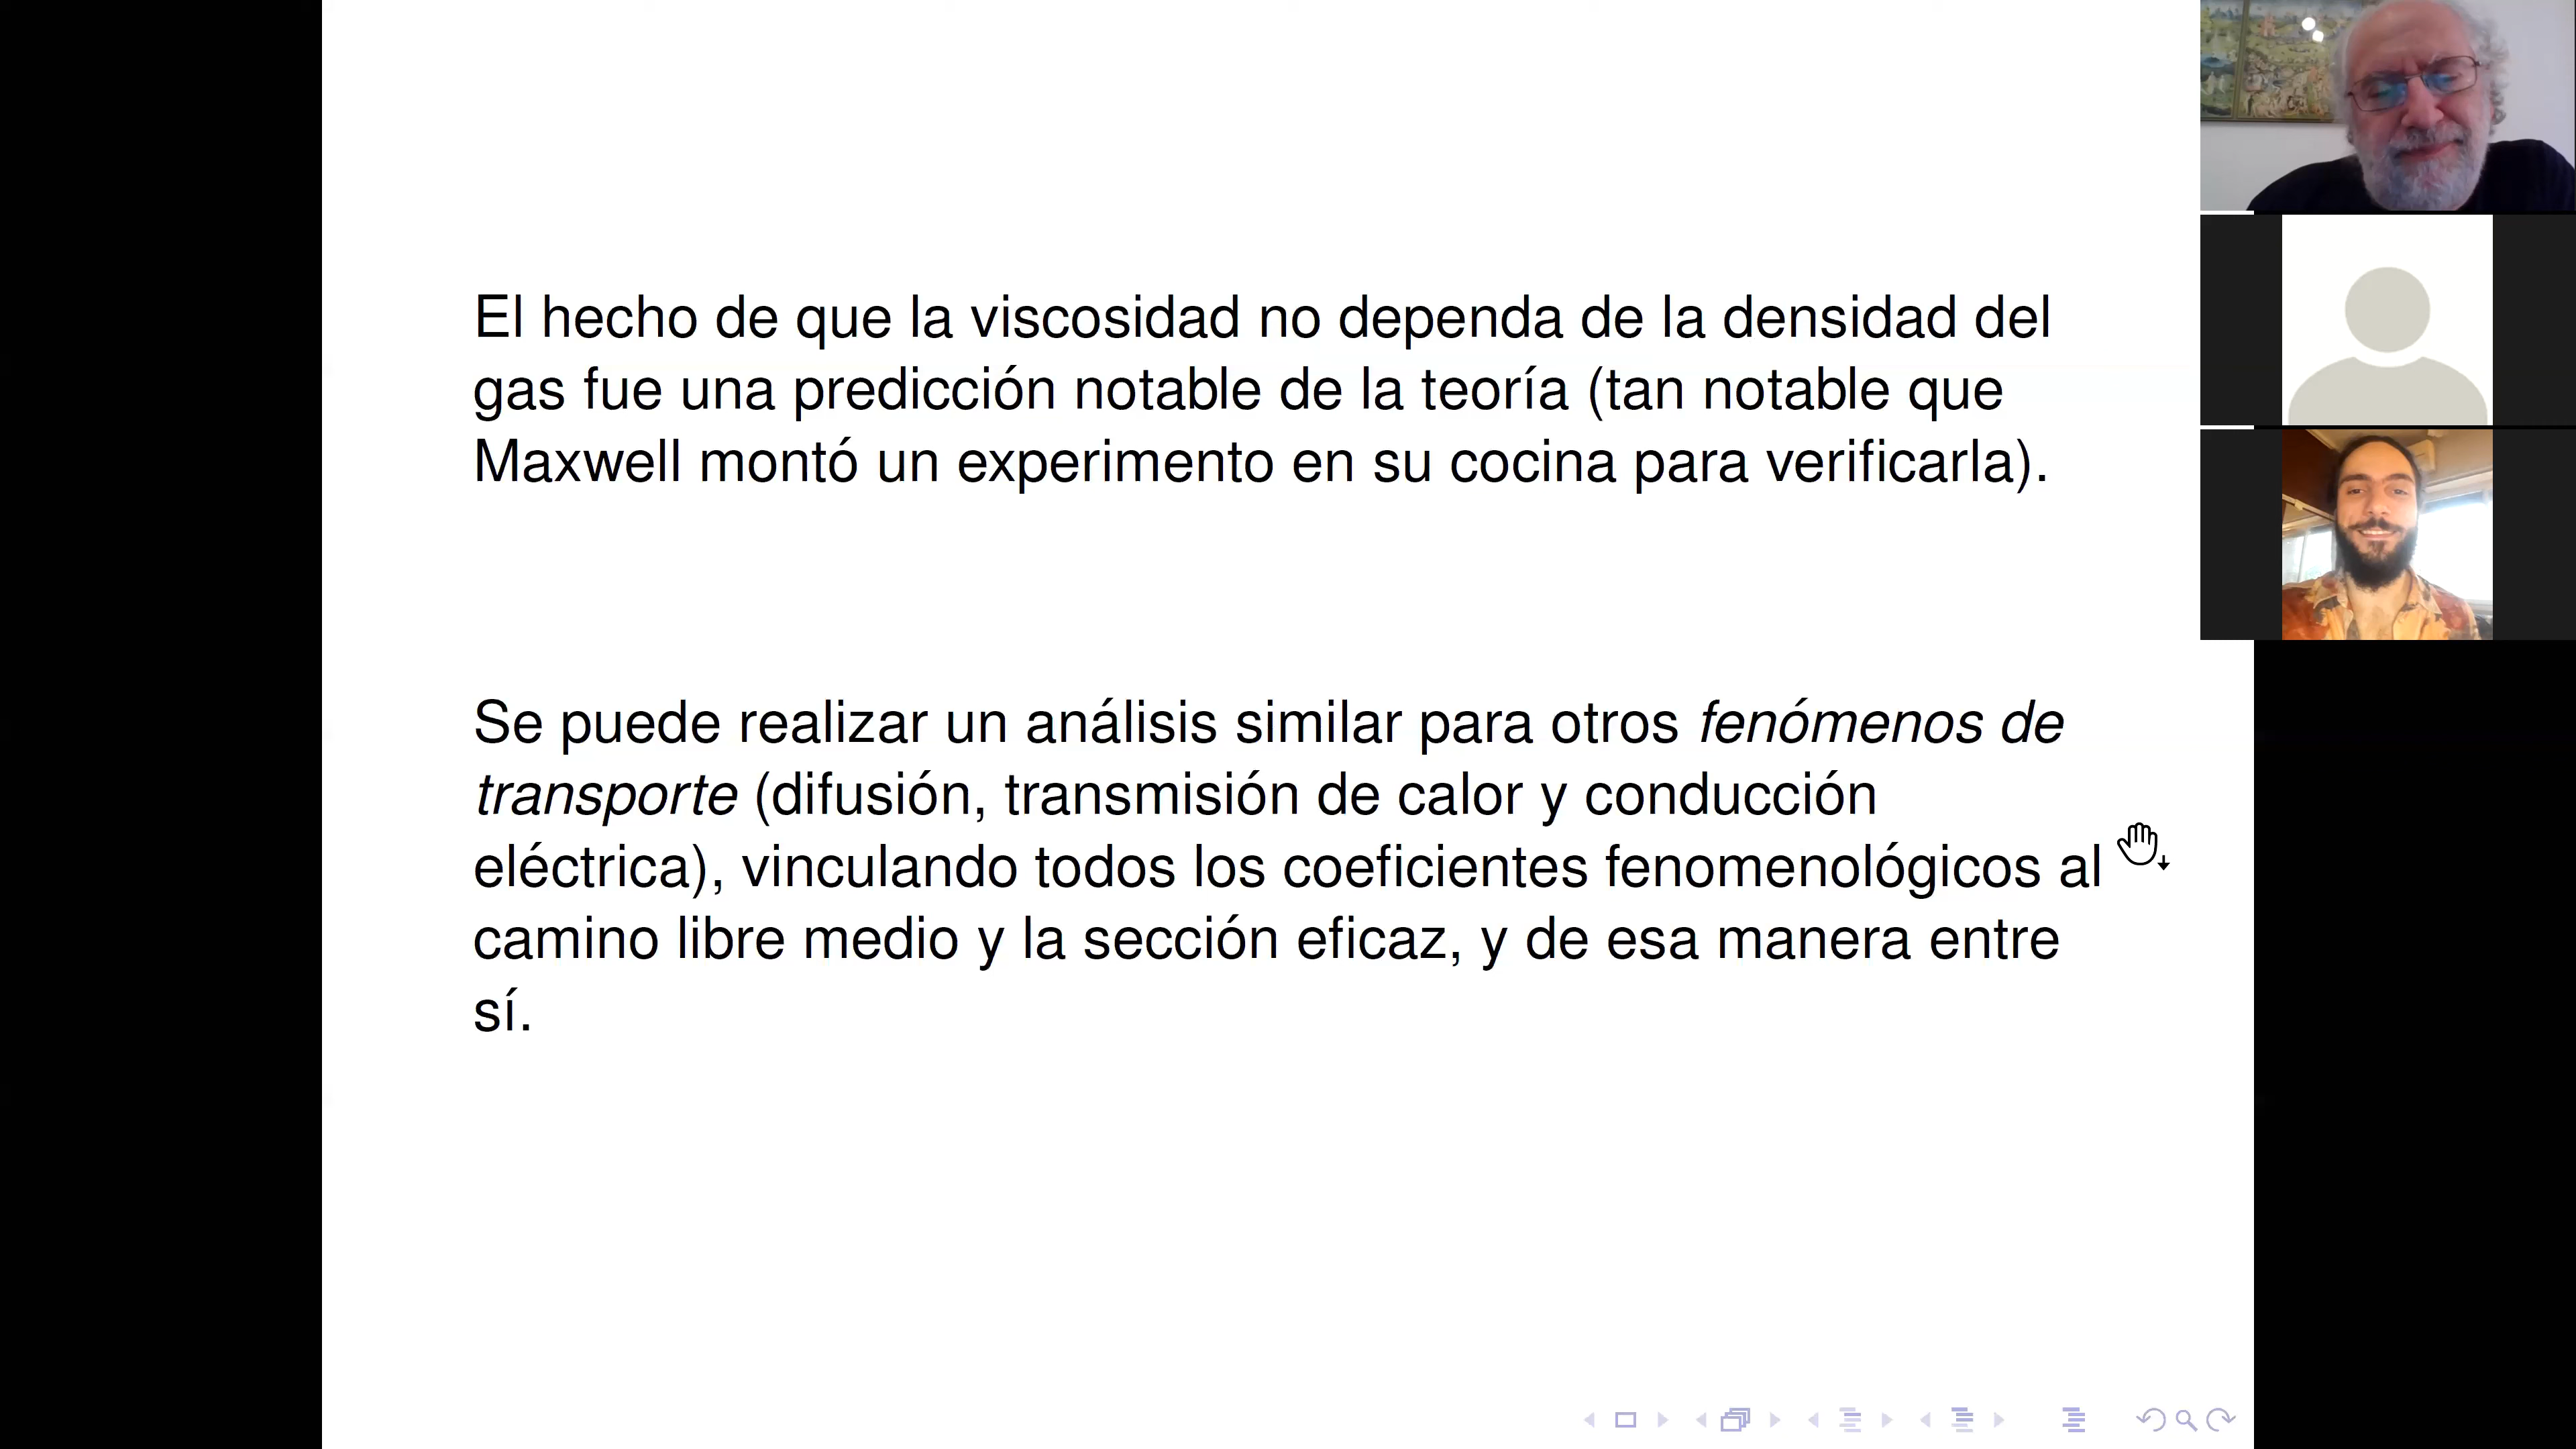 El hecho de que la viscosidad no dependa de la densidad del
gas fue una predicción notable de la teoría (tan notable que
Maxwell montó un experimento en su cocina para verificarla).
Se puede realizar un análisis similar para otros fenómenos de
transporte (difusión, transmisión de calor y conducción
eléctrica), vinculando todos los coeficientes fenomenológicos al
camino libre medio y la sección eficaz, y de esa manera entre
sí.